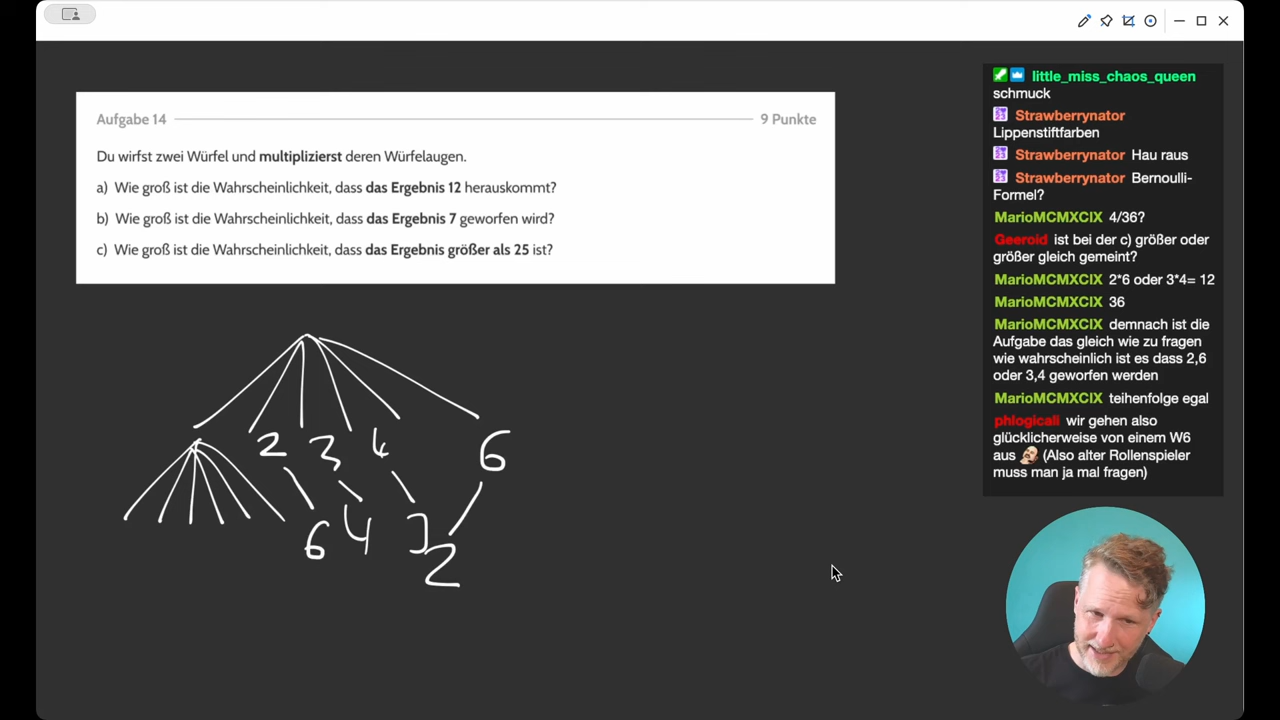 Aufgabe 14 9 Punkte
Du wirfst zwei Würfel und multiplizierst deren Würfelaugen.
a) Wie groß ist die Wahrscheinlichkeit, dass das Ergebnis 12 herauskommt?
b) Wie groß ist die Wahrscheinlichkeit, dass das Ergebnis 7 geworfen wird?
c) Wie groß ist die Wahrscheinlichkeit, dass das Ergebnis größer als 25 ist?
2 3 4 6
6 4 3
2
little_miss_chaos_queen
schmuck
Strawberrynator
Lippenstiftfarben
Strawberrynator Hau raus
Strawberrynator Bernoulli-
Formel?
MarioMCMXCIX 4/36?
Geeroid ist bei der c) größer oder
größer gleich gemeint?
MarioMCMXCIX 2*6 oder 3*4= 12
MarioMCMXCIX 36
MarioMCMXCIX demnach ist die
Aufgabe das gleich wie zu fragen
wie wahrscheinlich ist es dass 2,6
oder 3,4 geworfen werden
MarioMCMXCIX teihenfolge egal
phlogicali wir gehen also
glücklicherweise von einem W6
aus (Also alter Rollenspieler
muss man ja mal fragen)